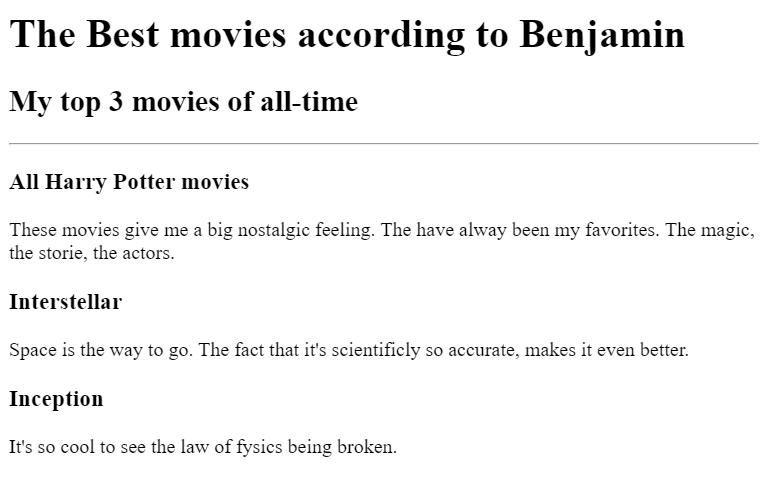 The Best movies according to Benjamin
My top 3 movies of all-time
All Harry Potter movies
These movies give me a big nostalgic feeling. The have alway been my favorites. The magic,
the storie, the actors.
Interstellar
Space is the way to go. The fact that it's scientificly so accurate, makes it even better.
Inception
It's so cool to see the law of fysics being broken.